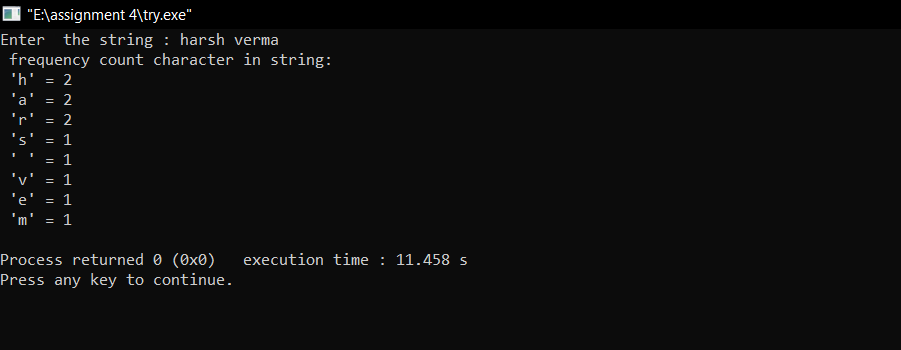 "E:\assignment 4\try.exe"
Enter  the string : harsh verma
 frequency count character in string:
 'h' = 2
 'a' = 2
 'r' = 2
 's' = 1
 ' ' = 1
 'v' = 1
 'e' = 1
 'm' = 1
Process returned 0 (0x0)   execution time : 11.458 s
Press any key to continue.